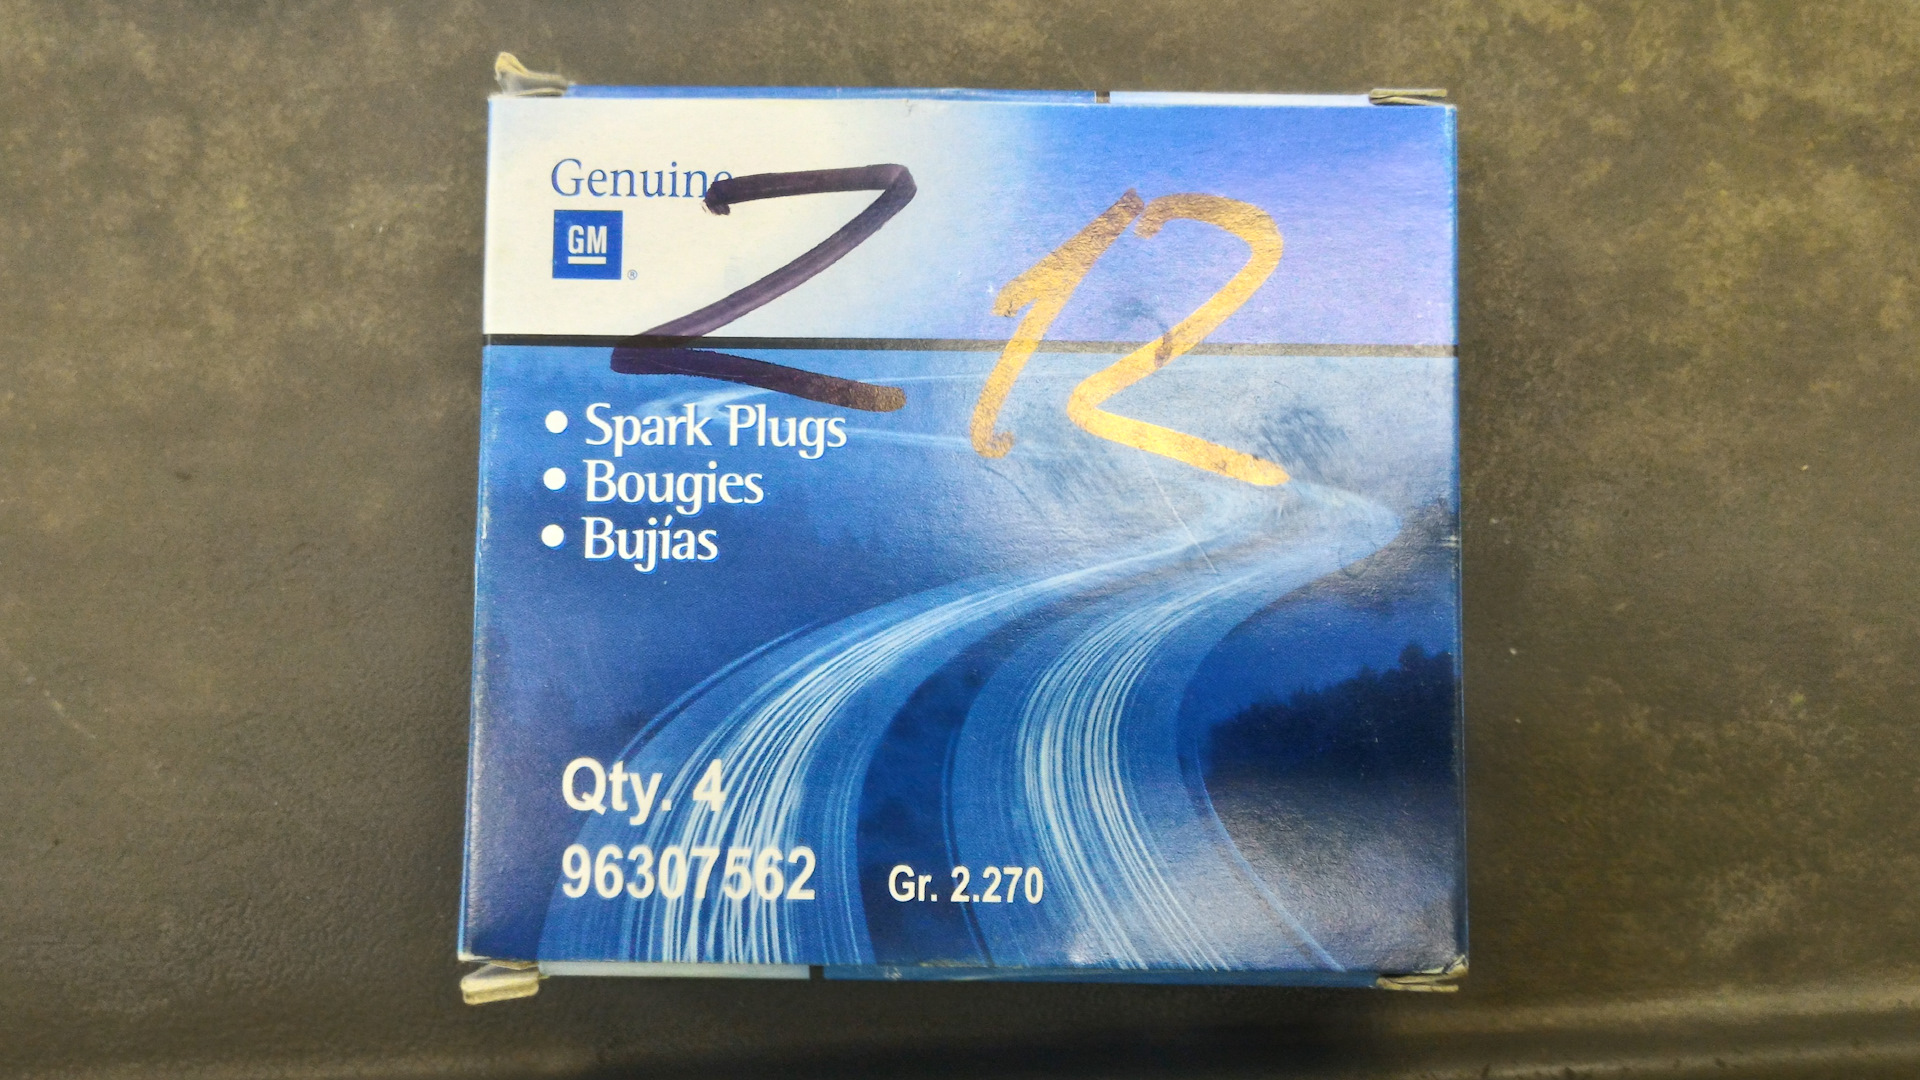 Genuine
GM
®
Z 12
• Spark Plugs
• Bougies
• Bujías
Qty. 4
96307562 Gr. 2.270